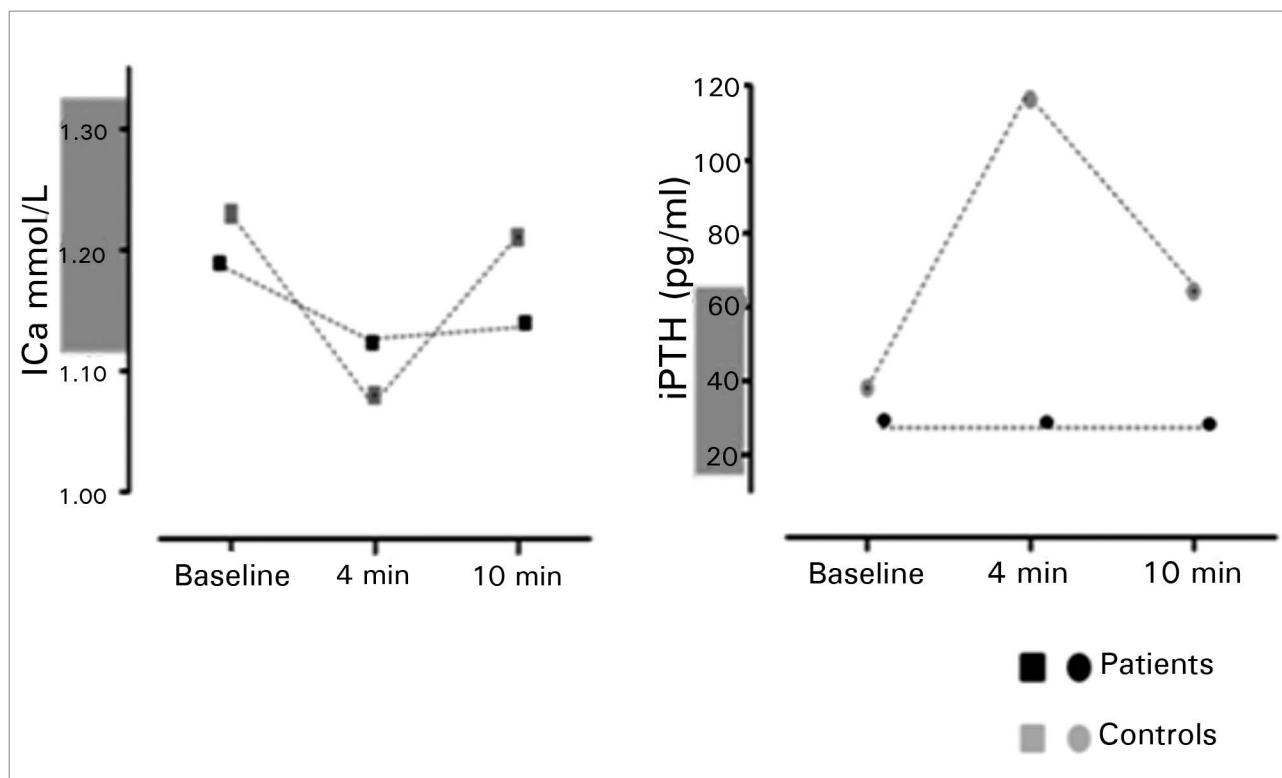 ICa mmol/L
1.30
1.20
1.10
1.00
Baseline 4 min 10 min
iPTH (pg/ml)
120
100
80
60
40
20
Baseline 4 min 10 min
Patients
Controls